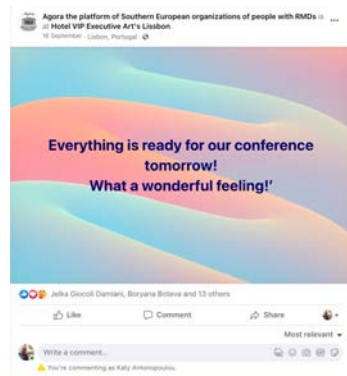 Agora the platform of Southern European organizations of people with RMDs is
at Hotel VIP Executive Art's Lissbon.
16 September · Lisbon, Portugal ·
Everything is ready for our conference
tomorrow!
What a wonderful feeling!'
Jelka Giocoli Damiani, Boryana Boteva and 13 others
Like Comment Share
Most relevant
Write a comment...
You're commenting as Katy Antonopoulou.